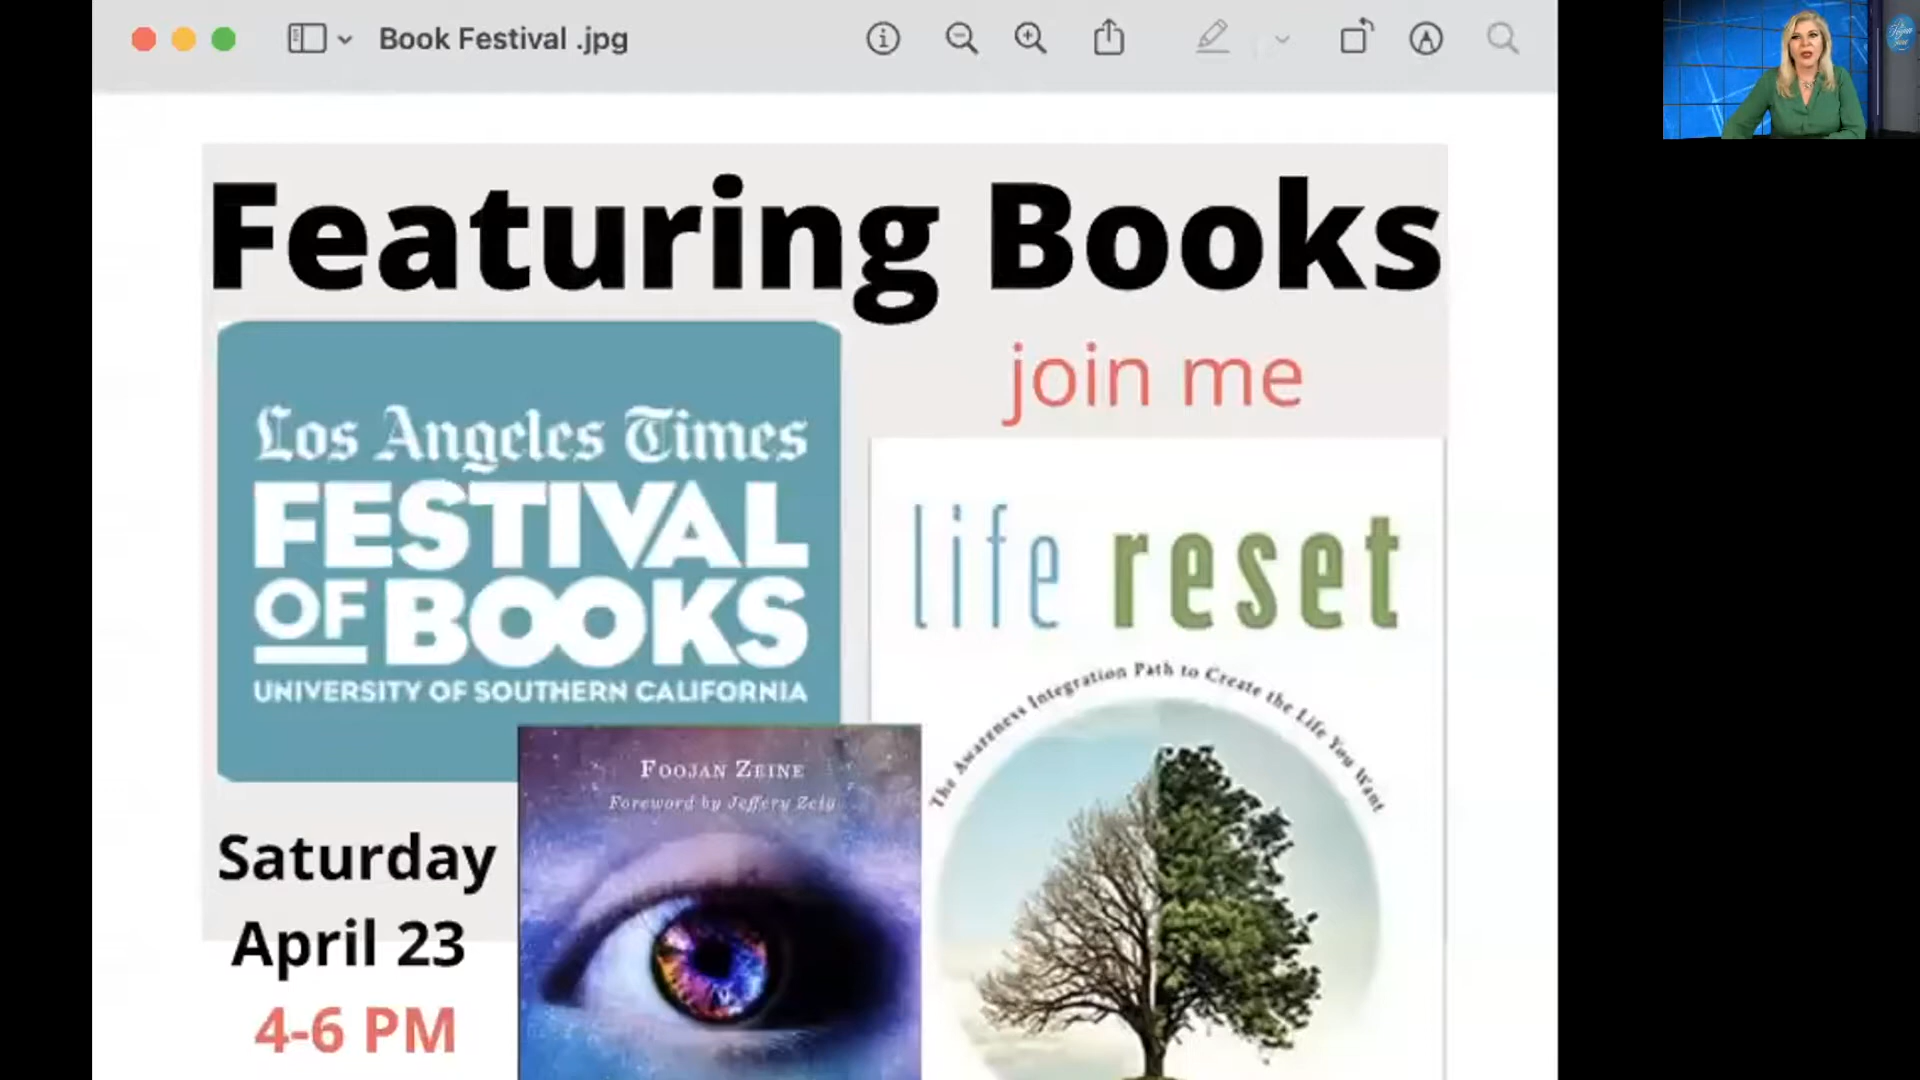 Book Festival .jpg
Featuring Books
join me
Los Angeles Times
FESTIVAL
OF BOOKS
UNIVERSITY OF SOUTHERN CALIFORNIA
life reset
The Awareness Integration Path to Create the Life You Want
FOOJAN ZEINE
Foreword by Jeffery Zeig
Saturday
April 23
4-6 PM